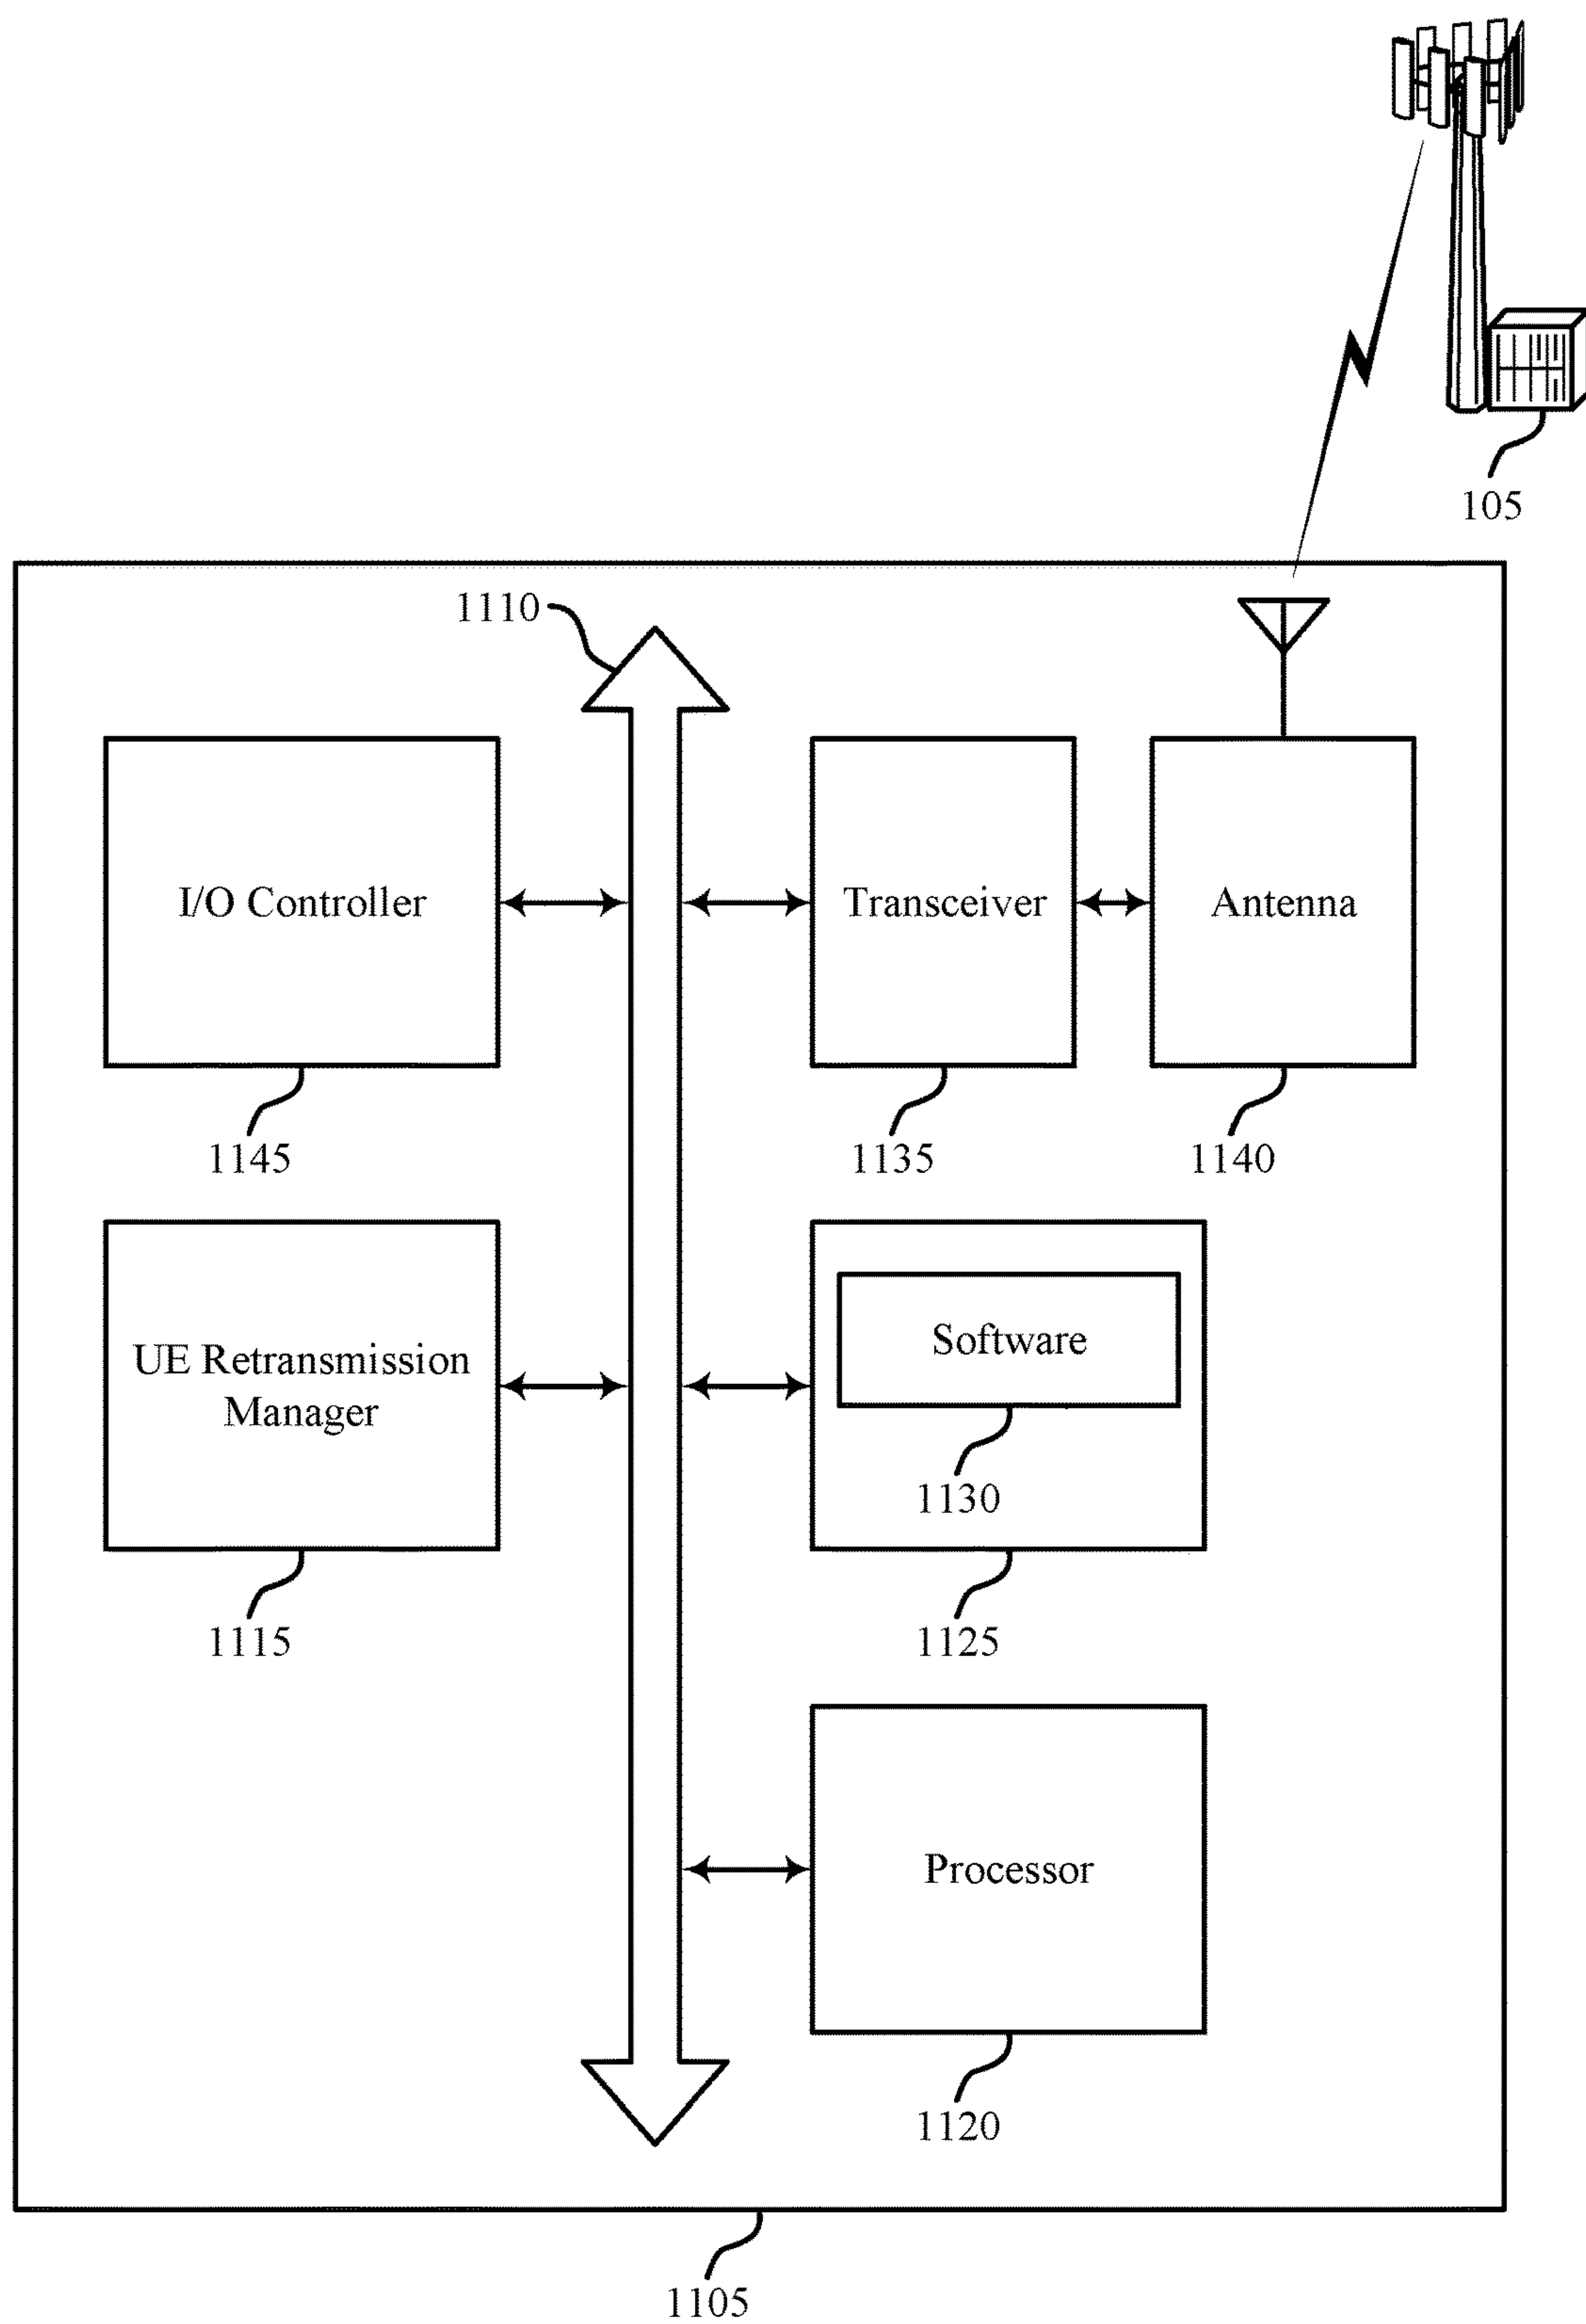 105
1110
I/O Controller
Transceiver
Antenna
1145
1135
1140
UE Retransmission
Manager
Software
1130
1115
1125
Processor
1120
1105